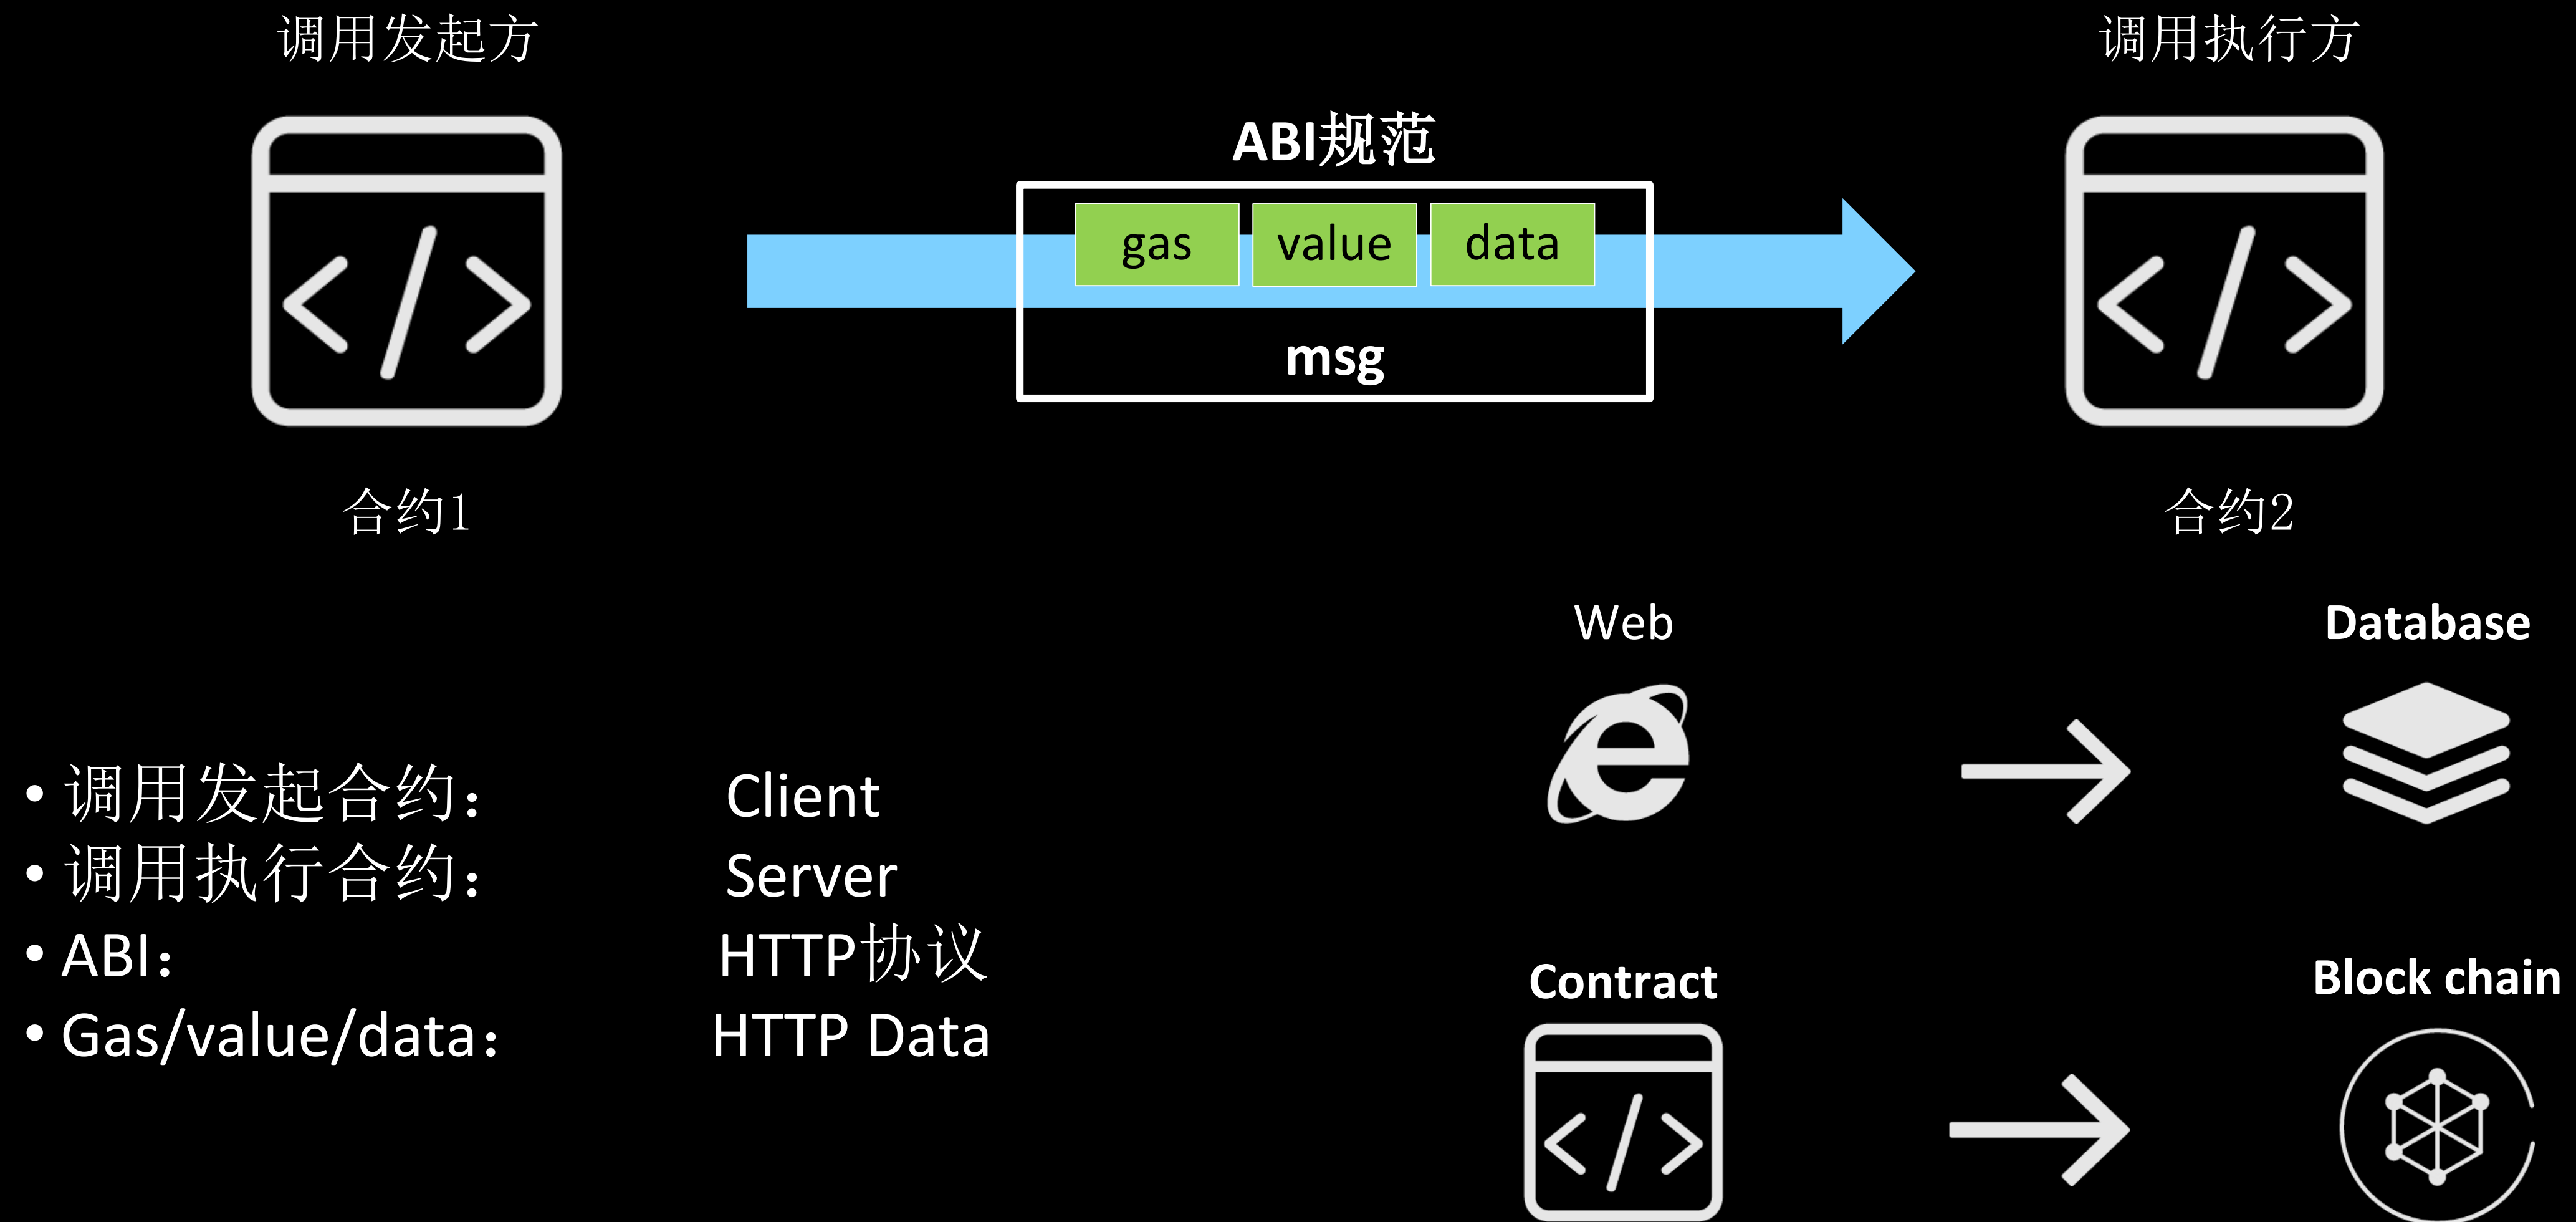 调用发起方
调用执行方
ABI规范
gas
value
data
msg
合约1
合约2
Web
Database
• 调用发起合约： Client
• 调用执行合约： Server
• ABI： HTTP协议
• Gas/value/data： HTTP Data
Contract
Block chain